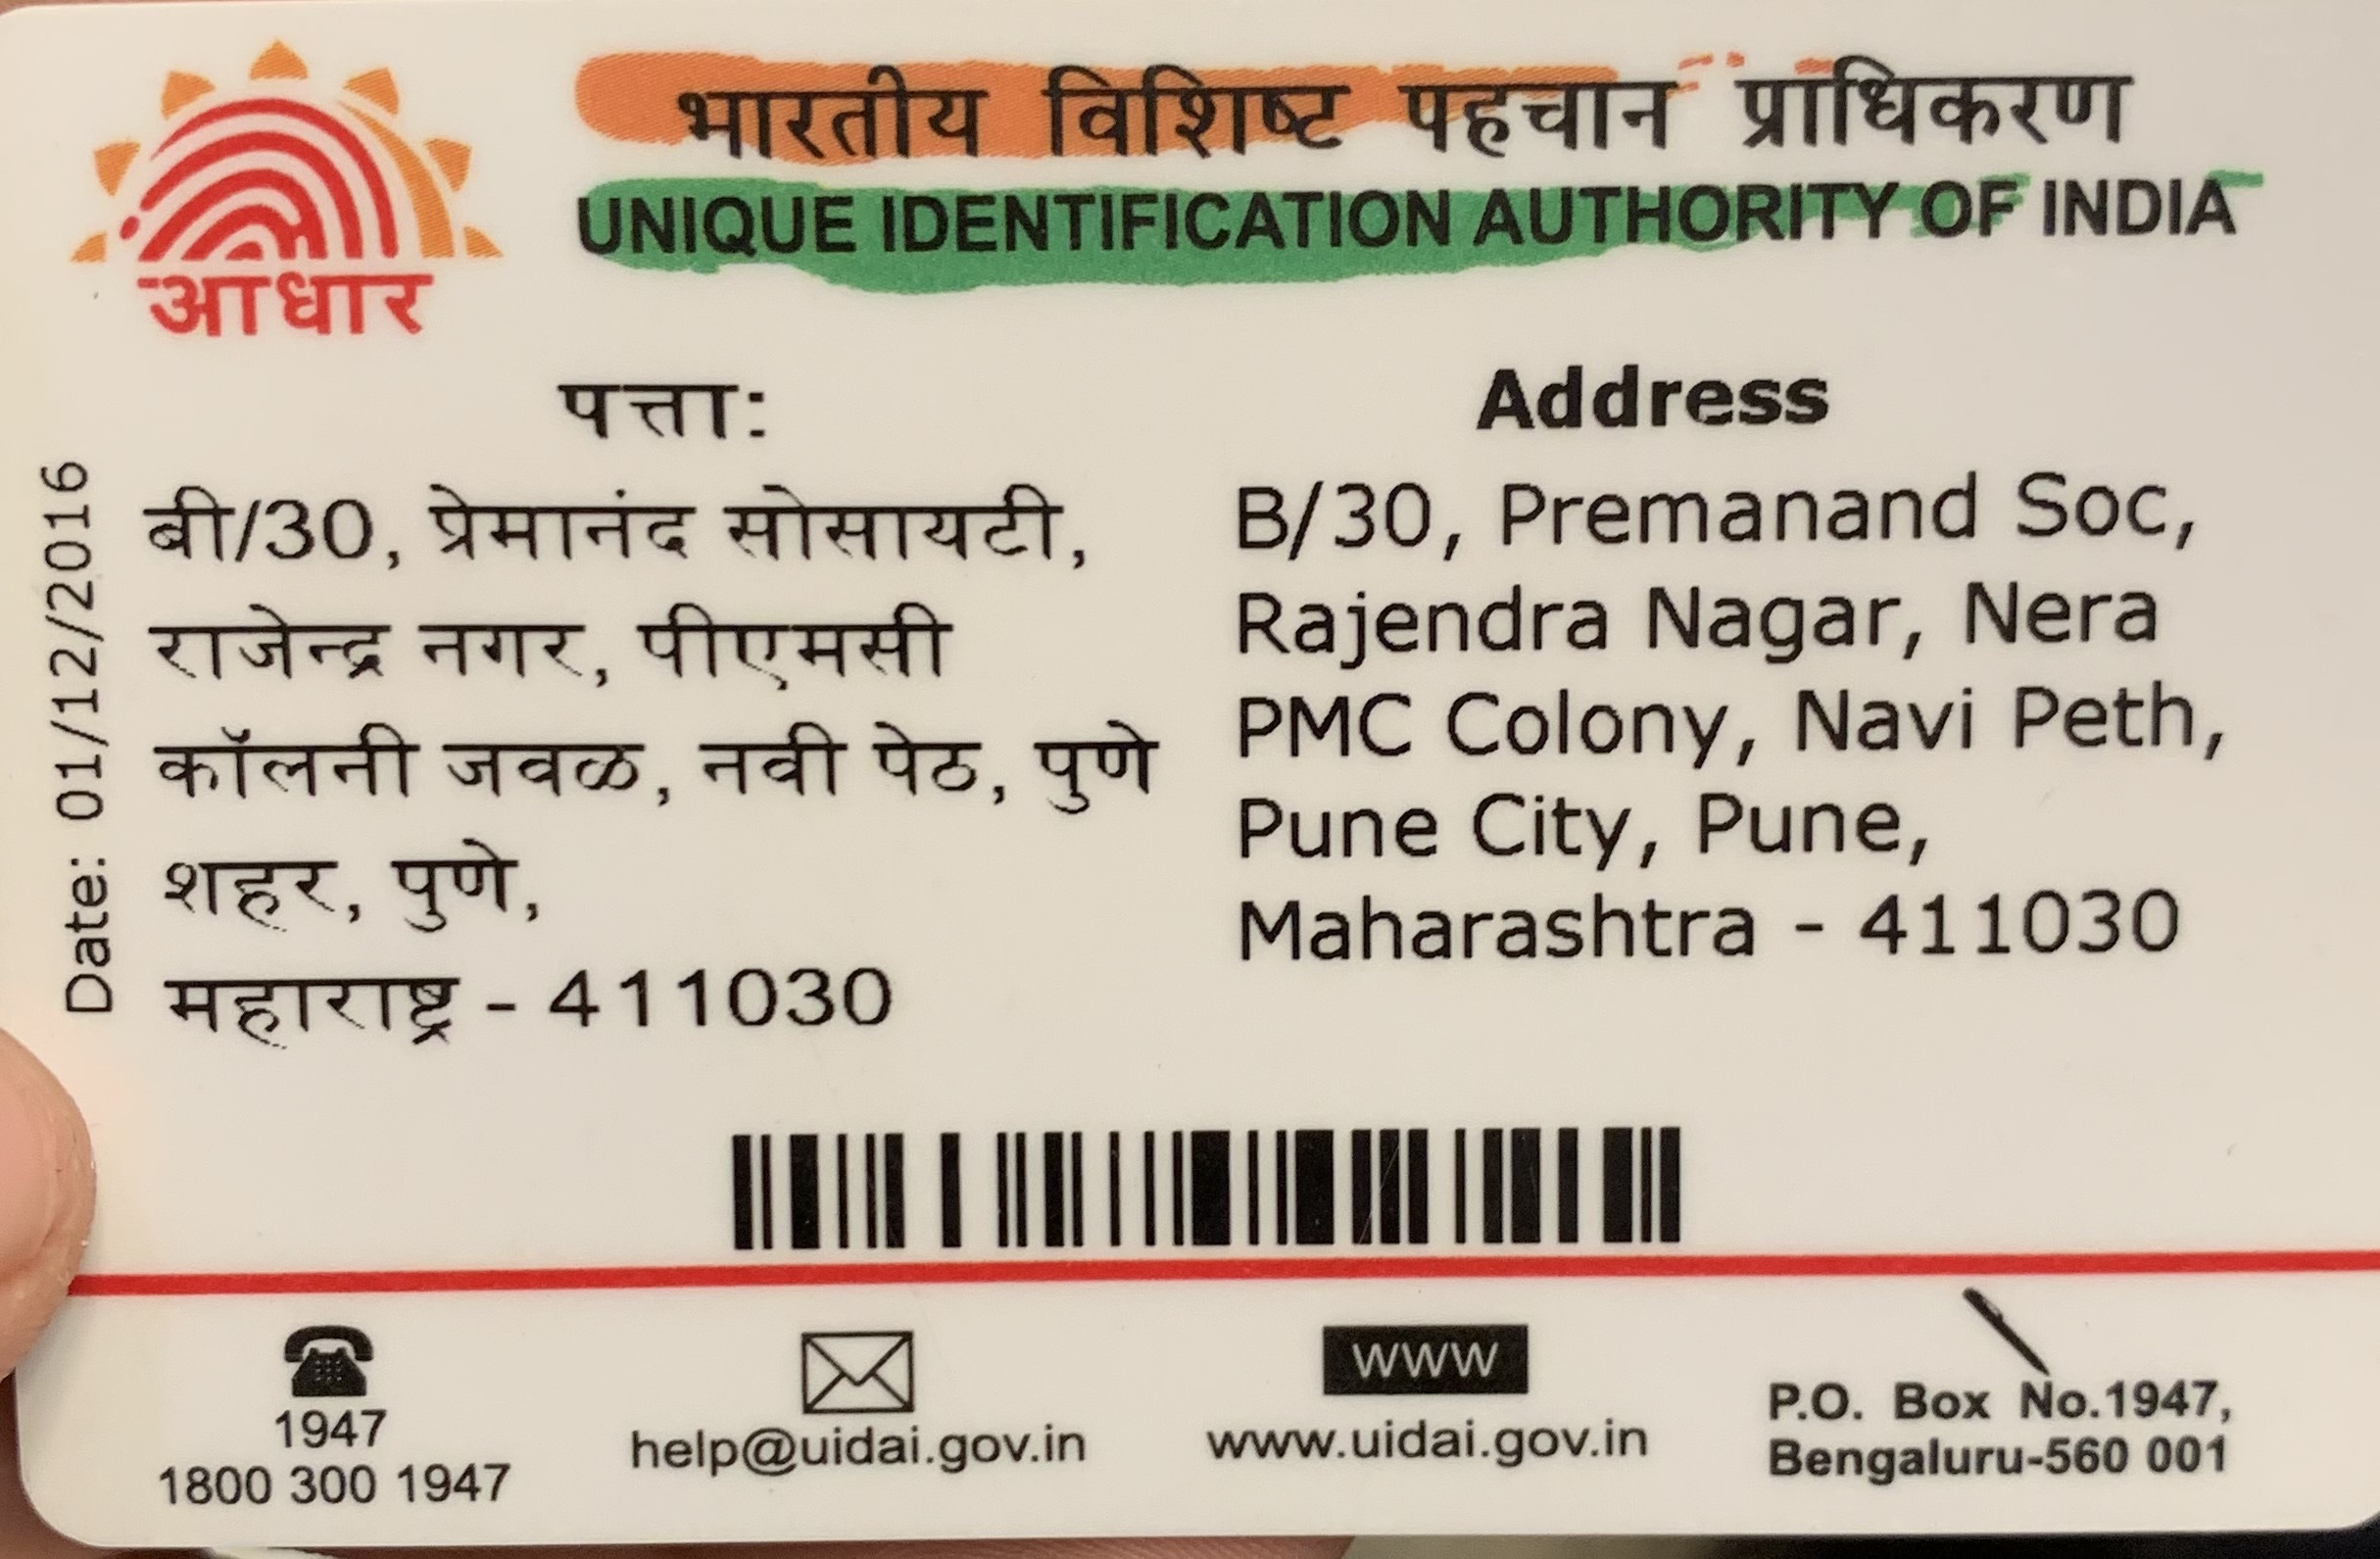 भारतीय विशिष्ट पहचान प्राधिकरण
UNIQUE IDENTIFICATION AUTHORITY OF INDIA
आधार
पत्ता:
बी/30, प्रेमानंद सोसायटी,
राजेन्द्र नगर, पीएमसी
कॉलनी जवळ, नवी पेठ, पुणे
शहर, पुणे,
महाराष्ट्र - 411030
Address
B/30, Premanand Soc,
Rajendra Nagar, Nera
PMC Colony, Navi Peth,
Pune City, Pune,
Maharashtra - 411030
Date: 01/12/2016
1947
1800 300 1947
help@uidai.gov.in
www
www.uidai.gov.in
P.O. Box No.1947,
Bengaluru-560 001